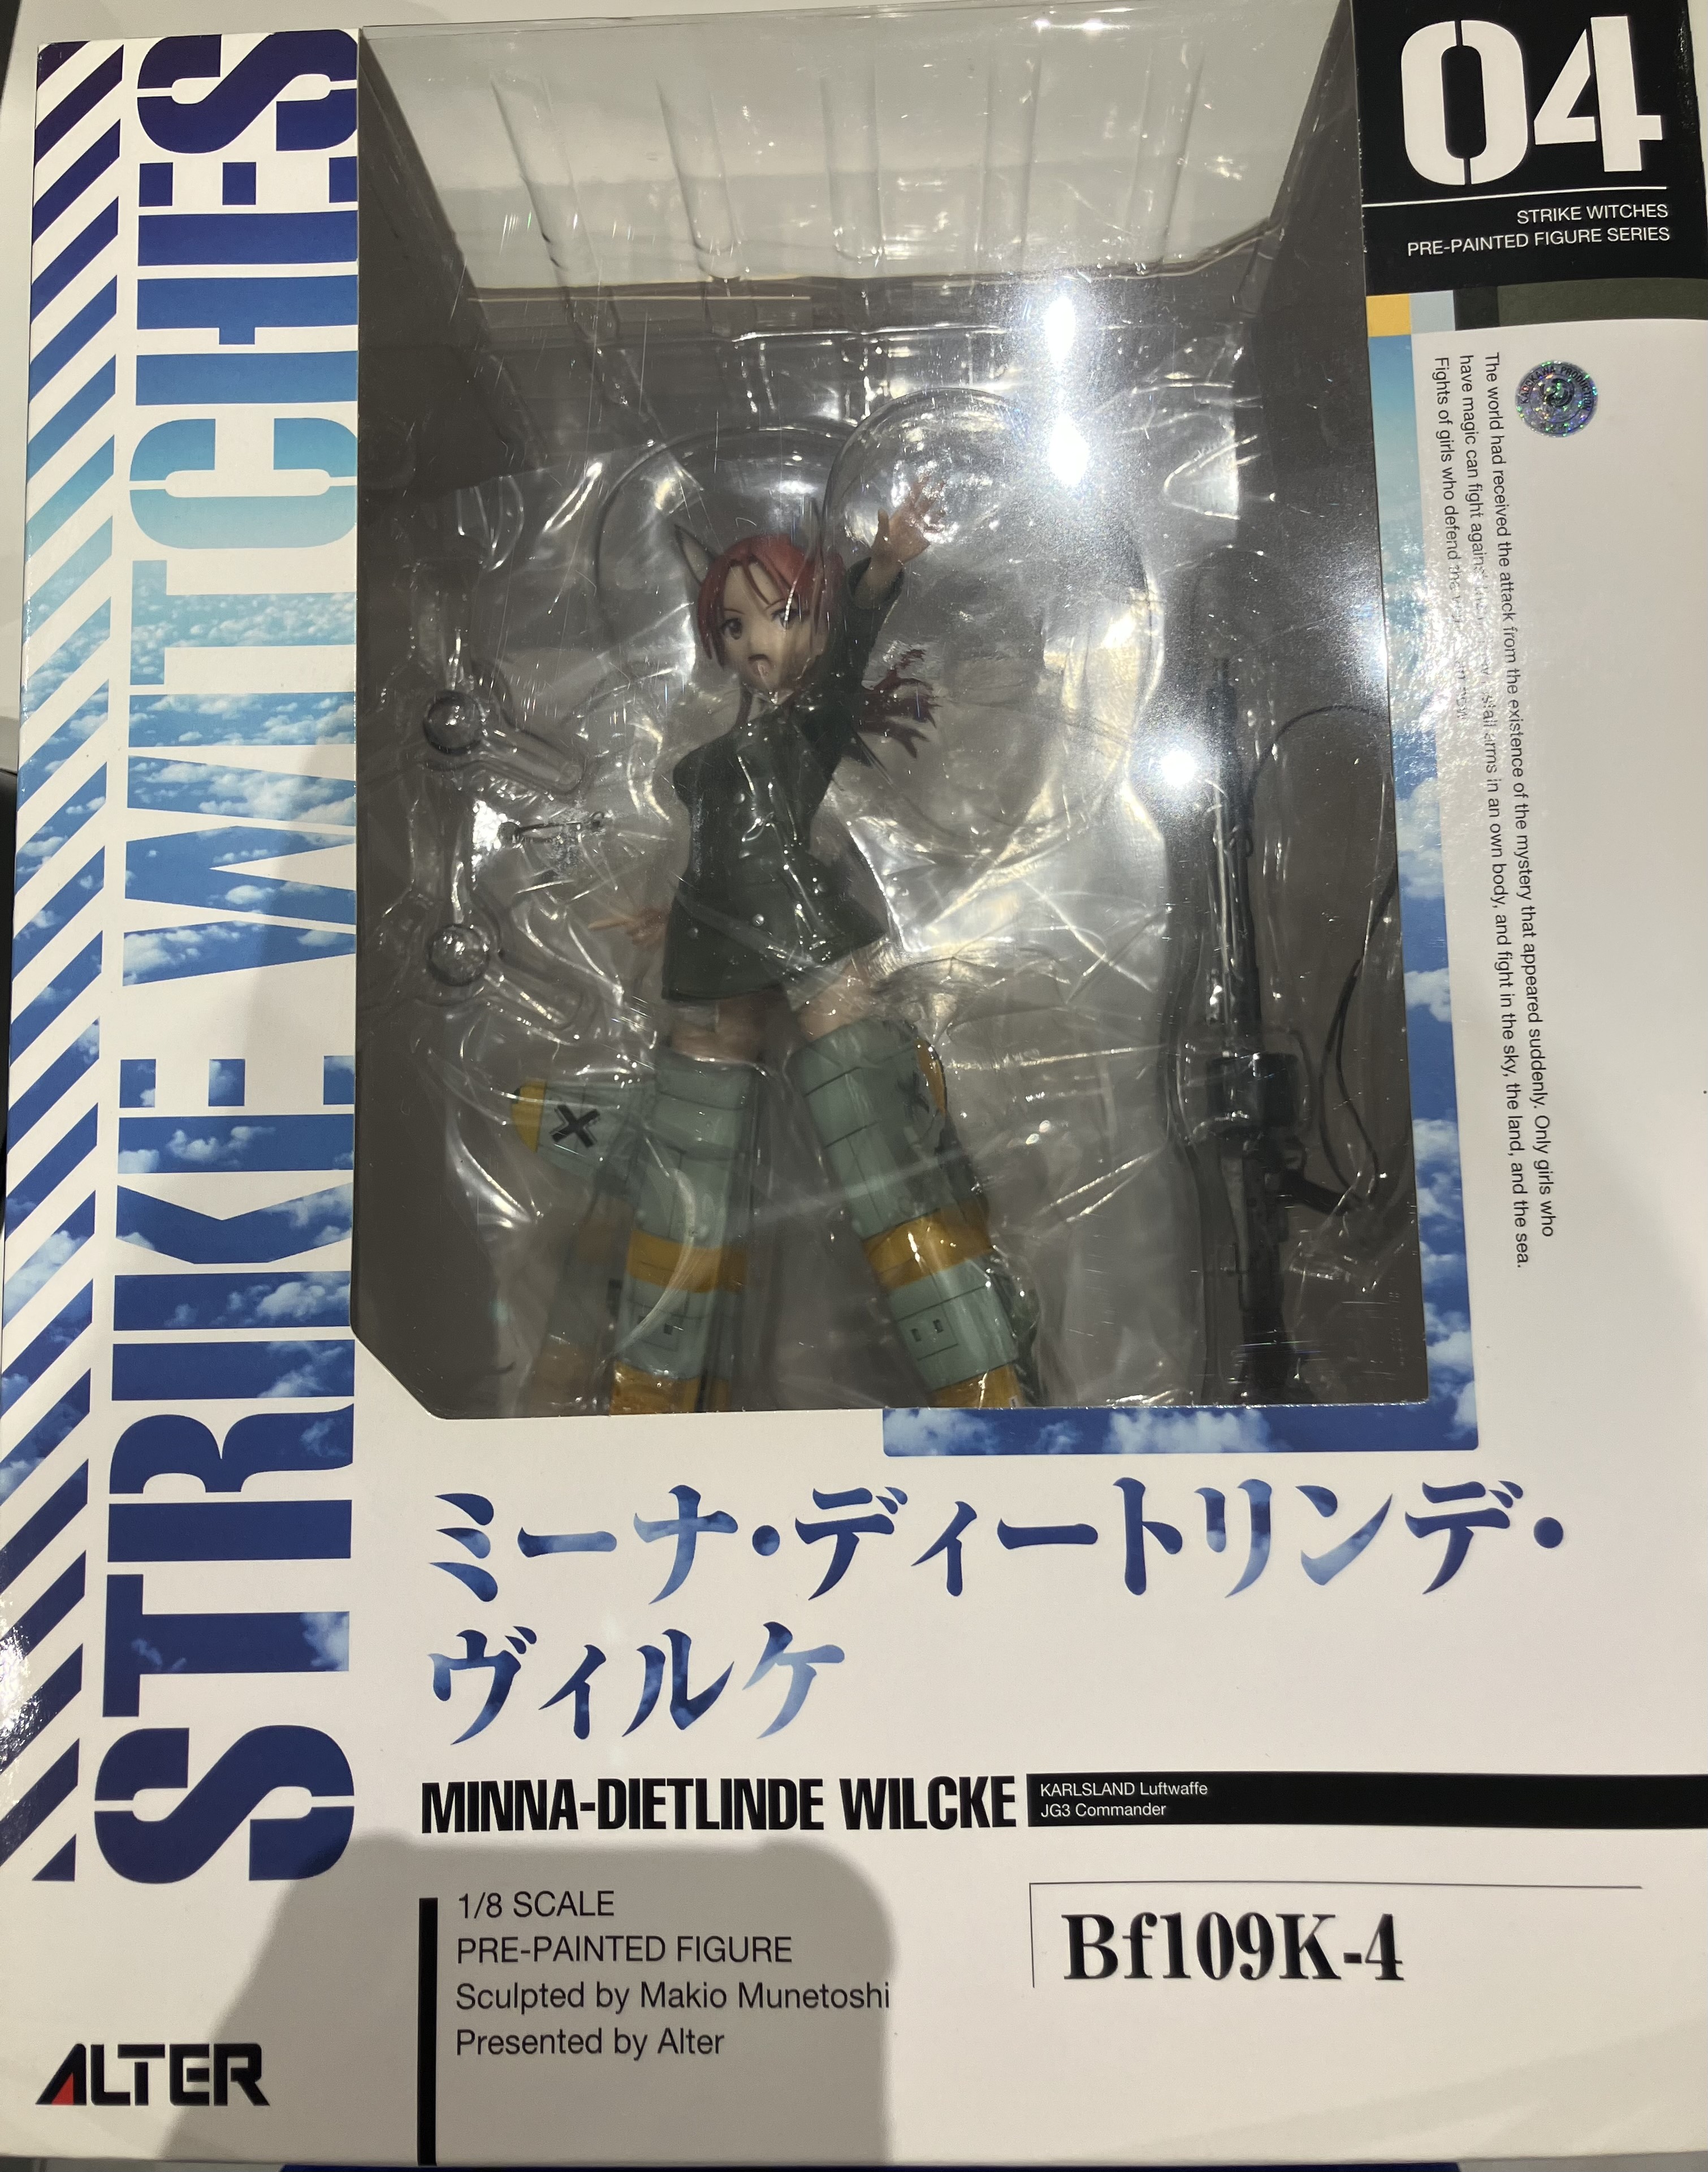 STRIKE WITCHES
04
STRIKE WITCHES
PRE-PAINTED FIGURE SERIES
The world had received the attack from the existence of the mystery that appeared suddenly. Only girls who
have magic can fight against arms in an own body, and fight in the sky, the land, and the sea.
Fights of girls who defend the
ミーナ・ディートリンデ・
ヴィルケ
MINNA-DIETLINDE WILCKE
KARLSLAND Luftwaffe
JG3 Commander
1/8 SCALE
PRE-PAINTED FIGURE
Sculpted by Makio Munetoshi
Presented by Alter
Bf109K-4
ALTER